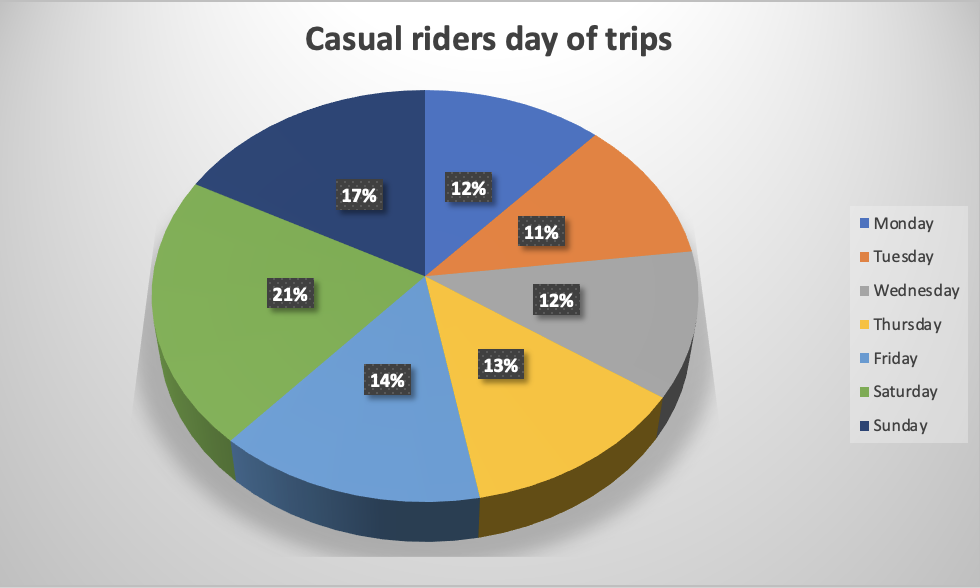 Casual riders day of trips
17%
12%
11%
21%
12%
14%
13%
Monday
Tuesday
Wednesday
Thursday
Friday
Saturday
Sunday